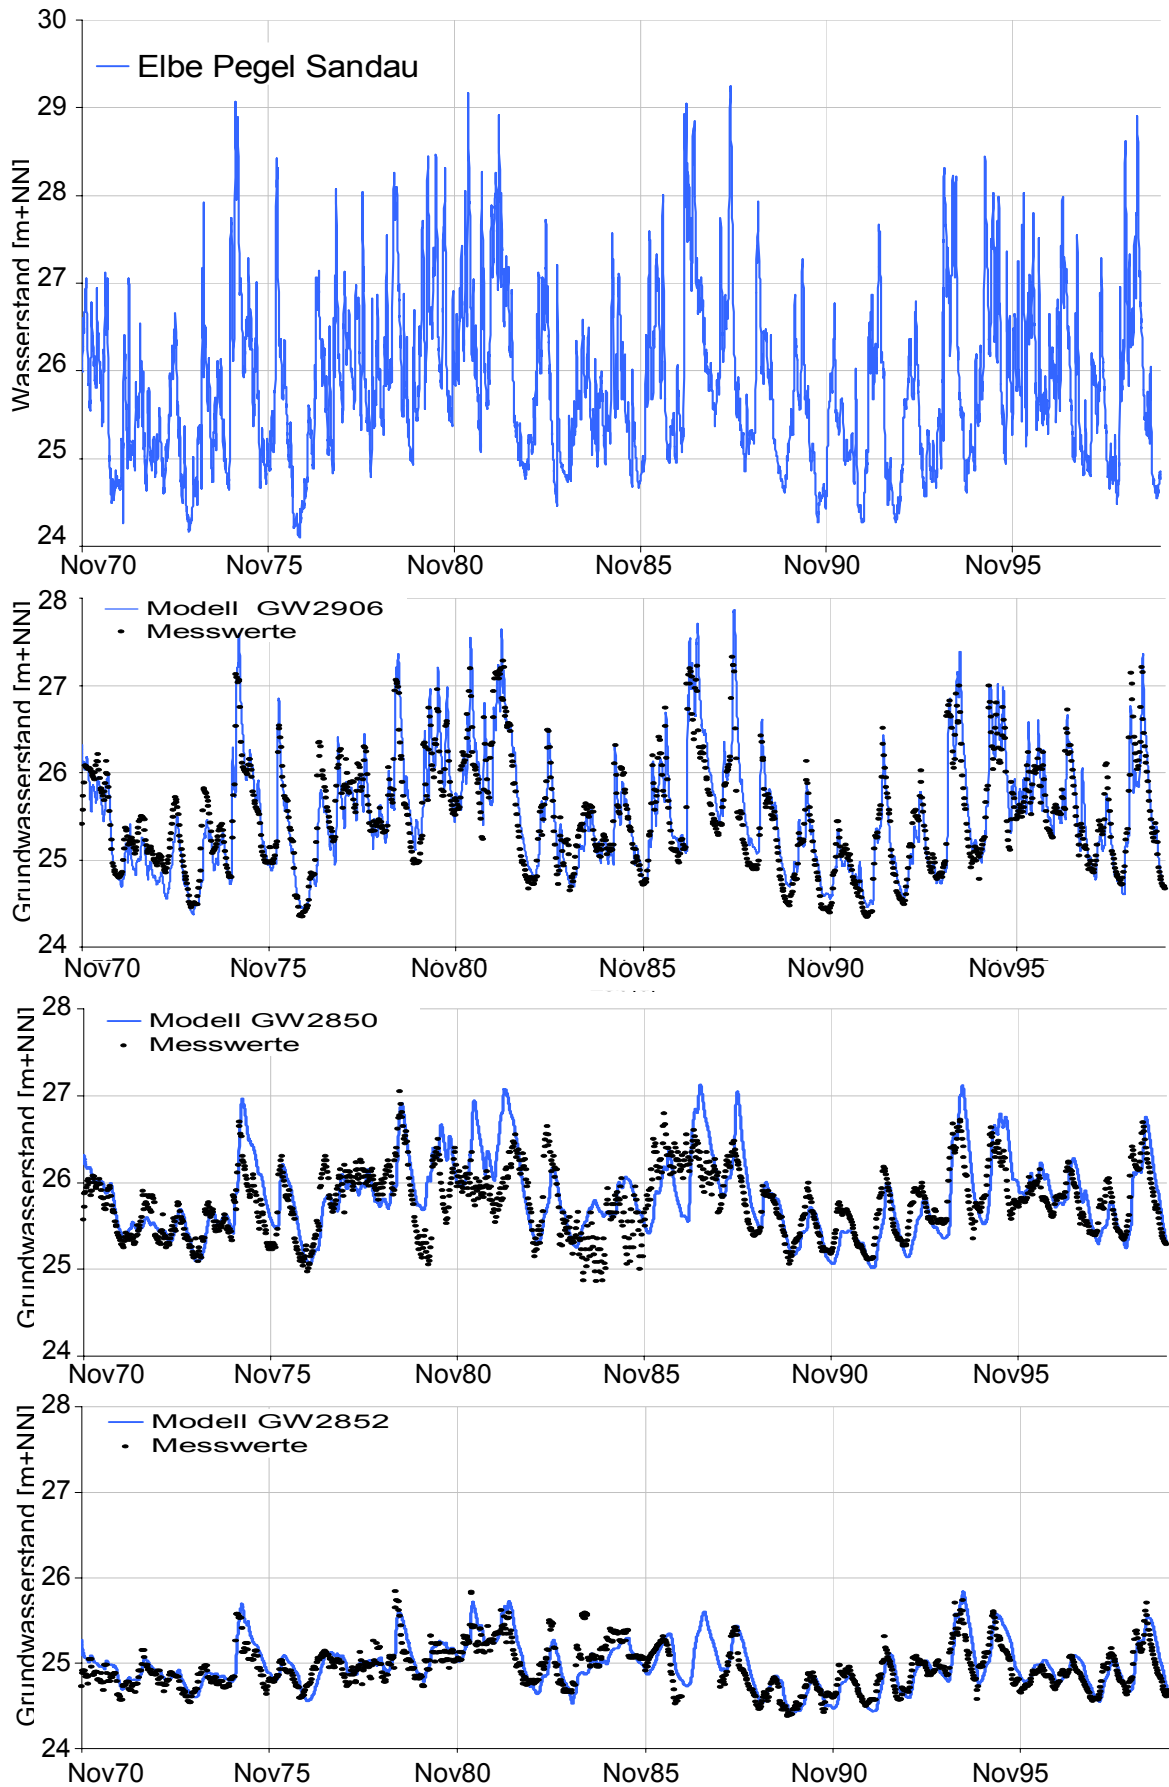 30
Elbe Pegel Sandau
29
28
27
26
25
24
Wasserstand [m+NN]
Nov70 Nov75 Nov80 Nov85 Nov90 Nov95
28
Modell GW2906
Messwerte
27
26
25
24
Grundwasserstand [m+NN]
Nov70 Nov75 Nov80 Nov85 Nov90 Nov95
28
Modell GW2850
Messwerte
27
26
25
24
Grundwasserstand [m+NN]
Nov70 Nov75 Nov80 Nov85 Nov90 Nov95
28
Modell GW2852
Messwerte
27
26
25
24
Grundwasserstand [m+NN]
Nov70 Nov75 Nov80 Nov85 Nov90 Nov95